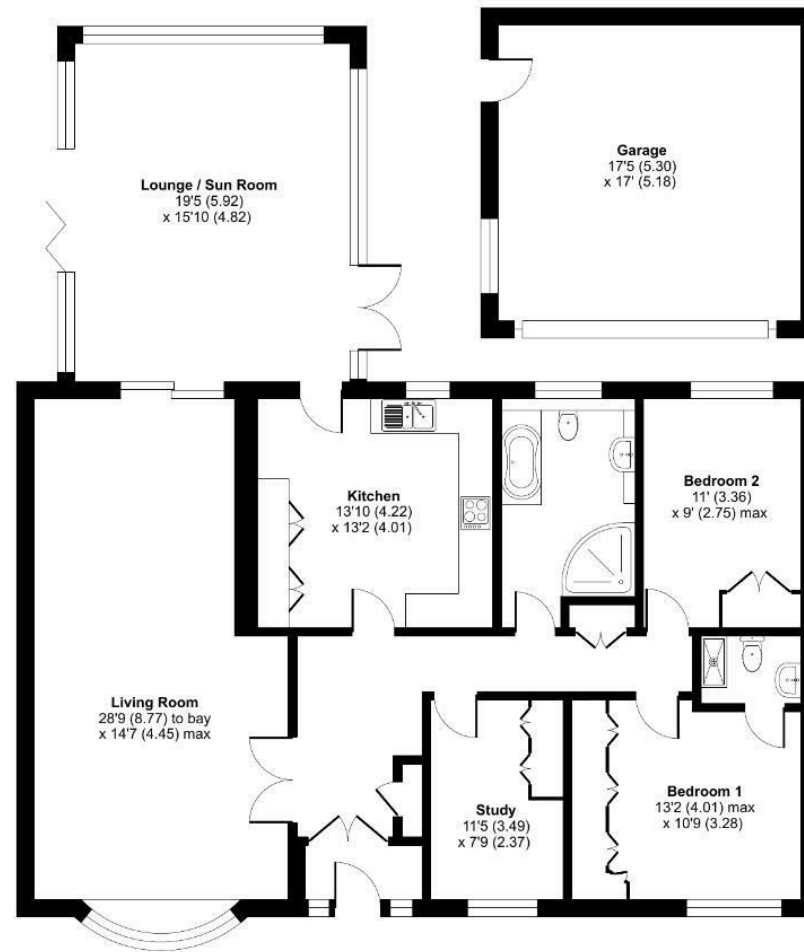 Garage
17'5 (5.30)
x 17' (5.18)
Lounge / Sun Room
19'5 (5.92)
x 15'10 (4.82)
Kitchen
13'10 (4.22)
x 13'2 (4.01)
Bedroom 2
11' (3.36)
x 9' (2.75) max
Living Room
28'9 (8.77) to bay
x 14'7 (4.45) max
Study
11'5 (3.49)
x 7'9 (2.37)
Bedroom 1
13'2 (4.01) max
x 10'9 (3.28)